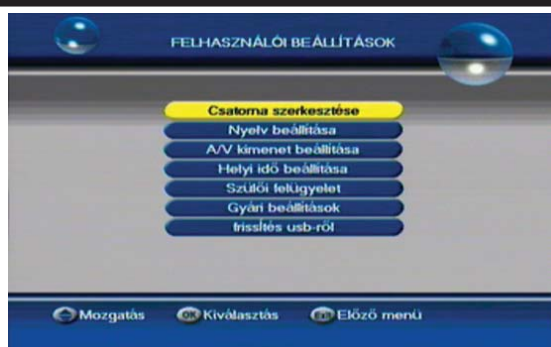 FELHASZNÁLÓI BEÁLLÍTÁSOK
Csatorna szerkesztése
Nyelv beállítása
A/V kimenet beállítása
Helyi idő beállítása
Szülői felügyelet
Gyári beállítások
frissítés usb-ről
Mozgatás OK Kiválasztás Exit Előző menü